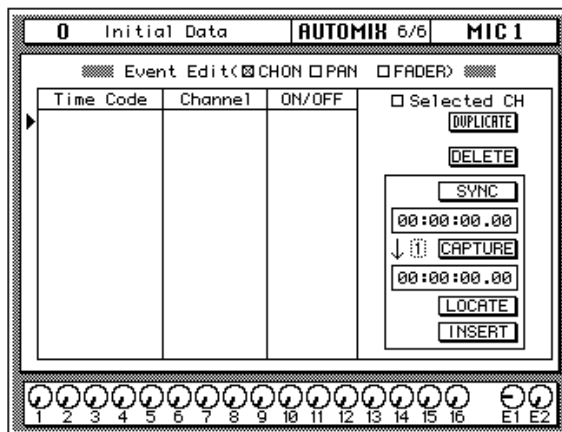 0 Initial Data AUTOMIX 6/6 MIC 1
Event Edit( CHON PAN FADER)
Time Code Channel ON/OFF Selected CH
DUPLICATE
DELETE
SYNC
00:00:00.00
1 CAPTURE
00:00:00.00
LOCATE
INSERT
1 2 3 4 5 6 7 8 9 10 11 12 13 14 15 16 E1 E2